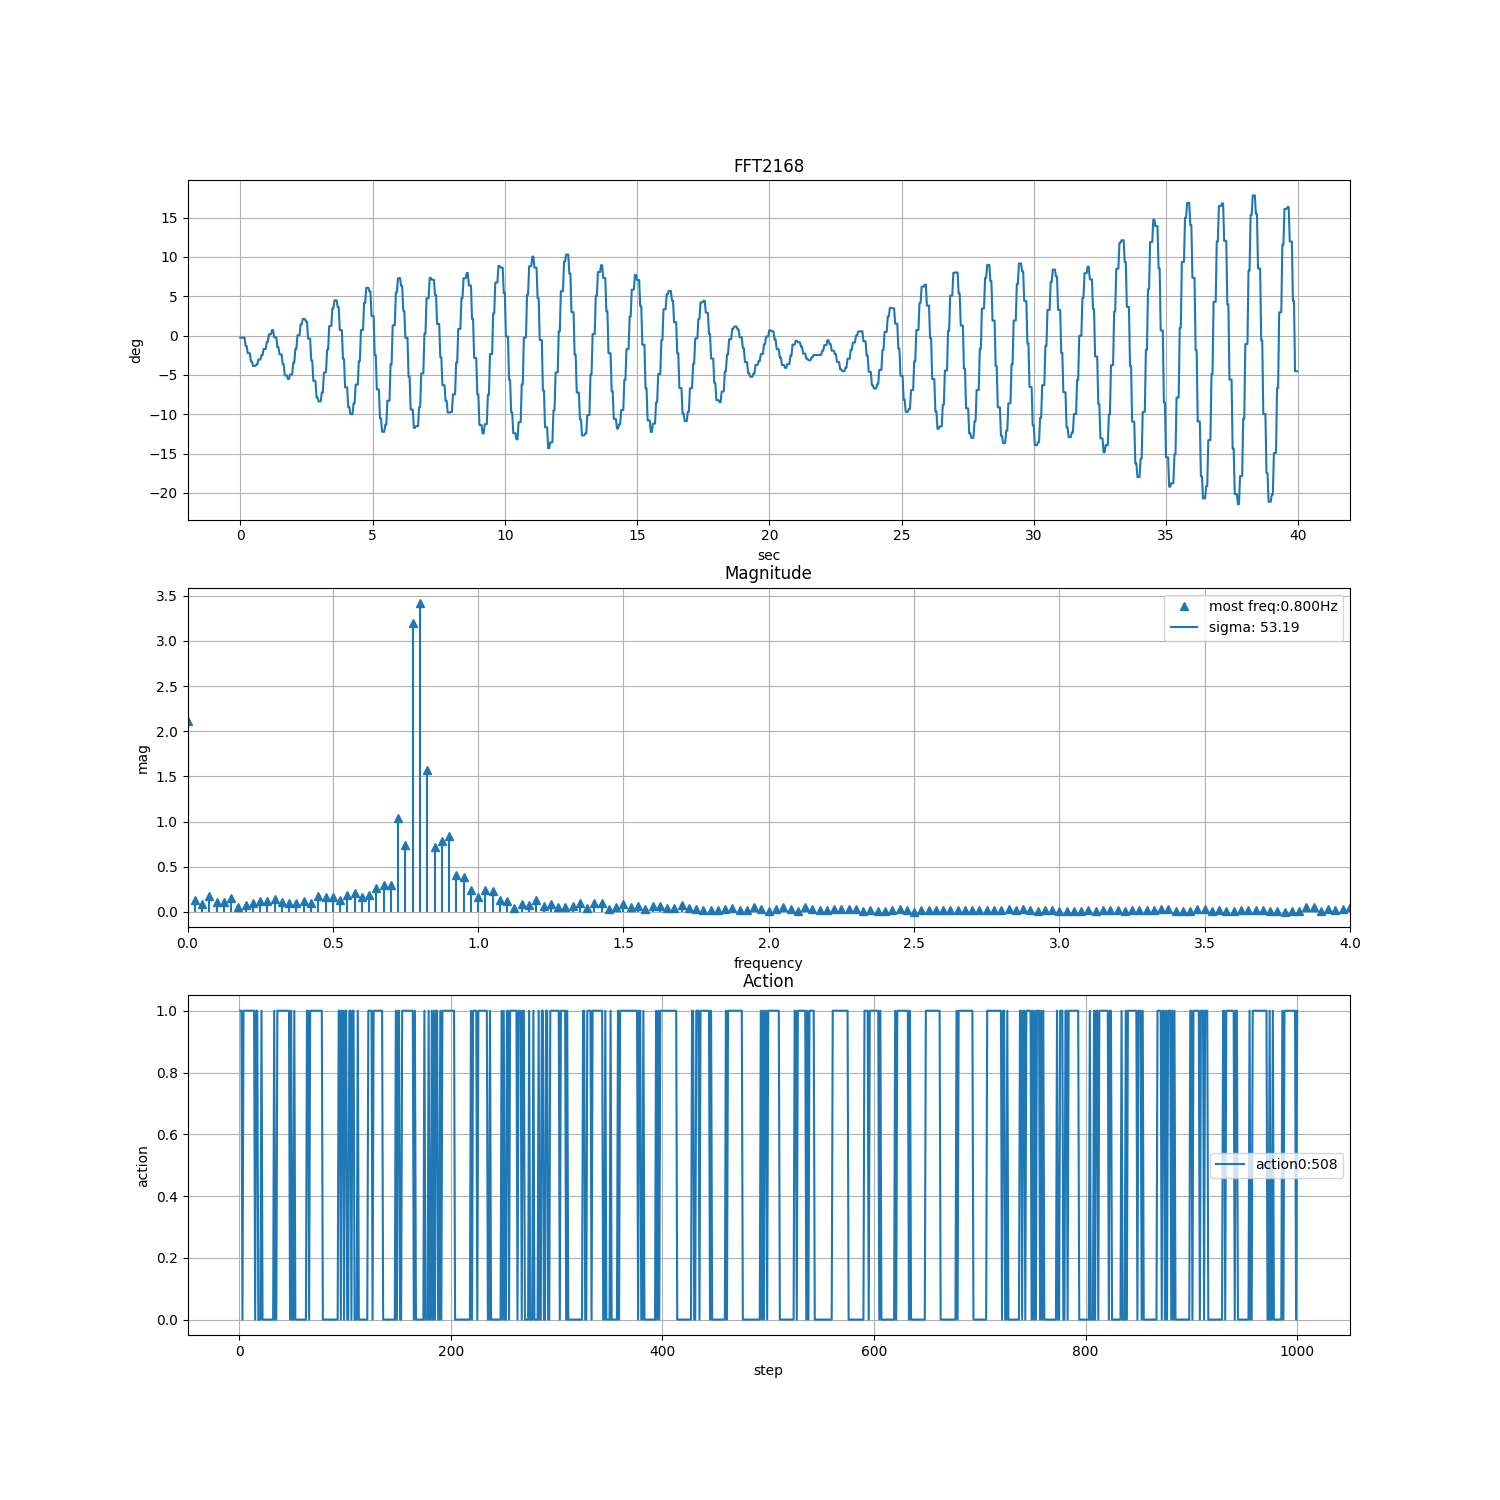 FFT2168
15
10
5
0
−5
−10
−15
−20
deg
0 5 10 15 20 25 30 35 40
sec
Magnitude
3.5
3.0
2.5
2.0
1.5
1.0
0.5
0.0
mag
most freq:0.800Hz
sigma: 53.19
0.0 0.5 1.0 1.5 2.0 2.5 3.0 3.5 4.0
frequency
Action
1.0
0.8
0.6
0.4
0.2
0.0
action
action0:508
0 200 400 600 800 1000
step